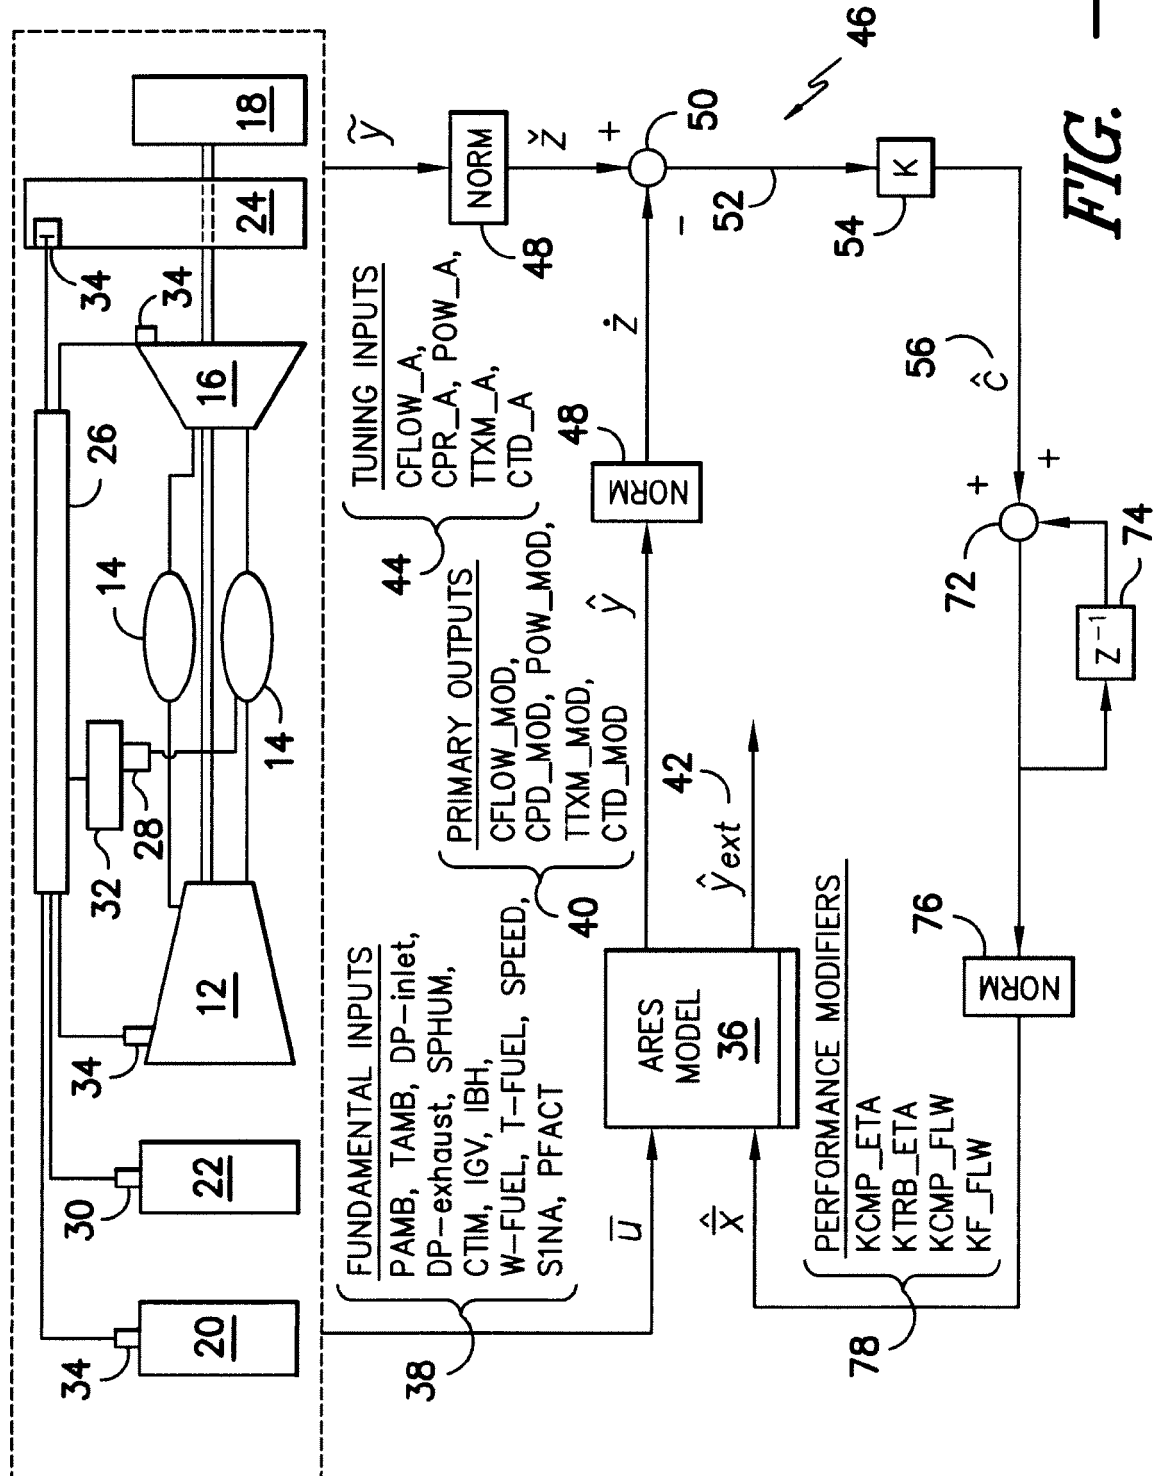 34
20
30
22
34
12
32
28
14
14
26
16
34
34
24
18
FUNDAMENTAL INPUTS
PAMB, TAMB, DP-inlet,
DP-exhaust, SPHUM,
CTIM, IGV, IBH,
W-FUEL, T-FUEL, SPEED,
S1NA, PFACT
38
PRIMARY OUTPUTS
CFLOW_MOD,
CPD_MOD, POW_MOD,
TTXM_MOD,
CTD_MOD
40
TUNING INPUTS
CFLOW_A,
CPR_A, POW_A,
TTXM_A,
CTD_A
44
ỹ
NORM
48
ž
+
50
46
u̅
ARES
MODEL
36
ŷ
NORM
48
ż
−
52
K
54
ŷext
42
56
ĉ
+
+
72
Z⁻¹
74
76
NORM
x̅̂
PERFORMANCE MODIFIERS
KCMP_ETA
KTRB_ETA
KCMP_FLW
KF_FLW
78
FIG.